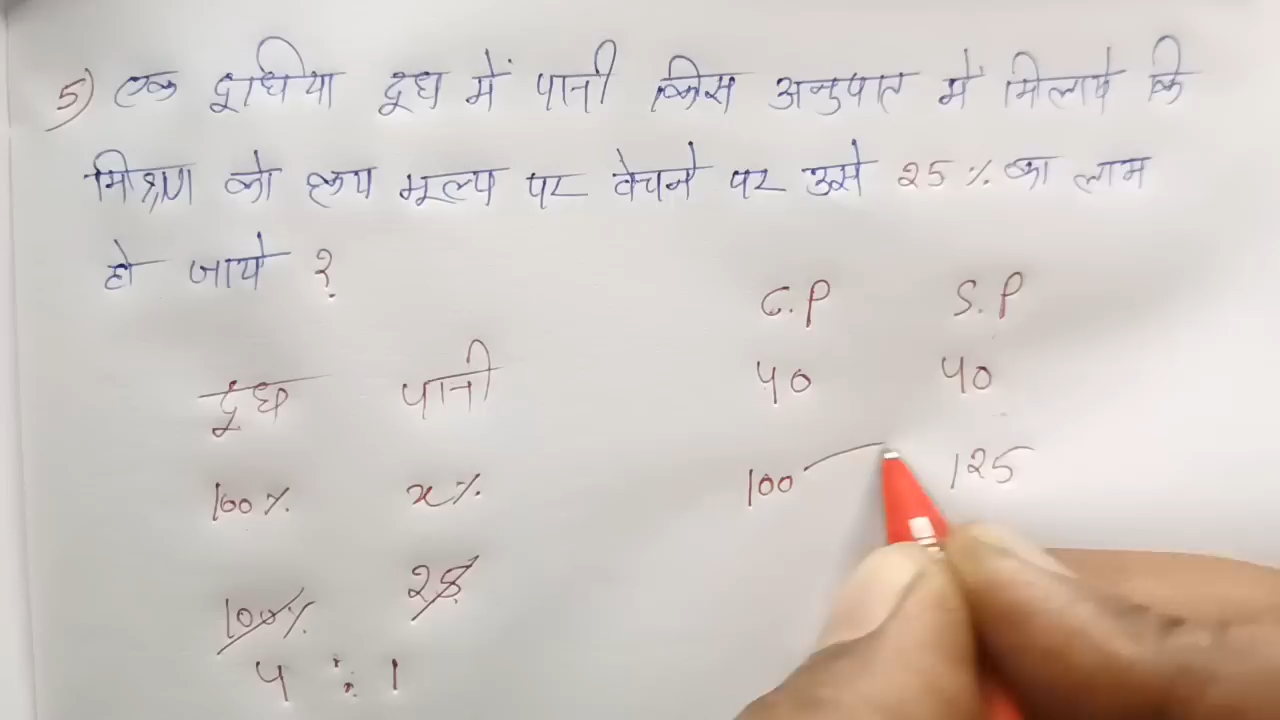 5) एक दूधिया दूध में पानी किस अनुपात में मिलाये कि
मिश्रण को क्रय मूल्य पर बेचने पर उसे 25 % का लाभ
हो जाये ?
C.P S.P
40 40
दूध पानी
100 125
100% x%
100% 25
4 : 1